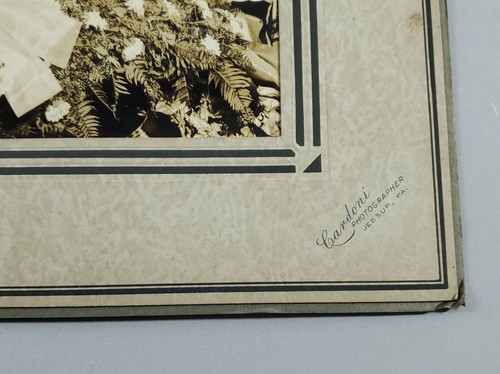 Cardoni
PHOTOGRAPHER
JESSUP, PA.